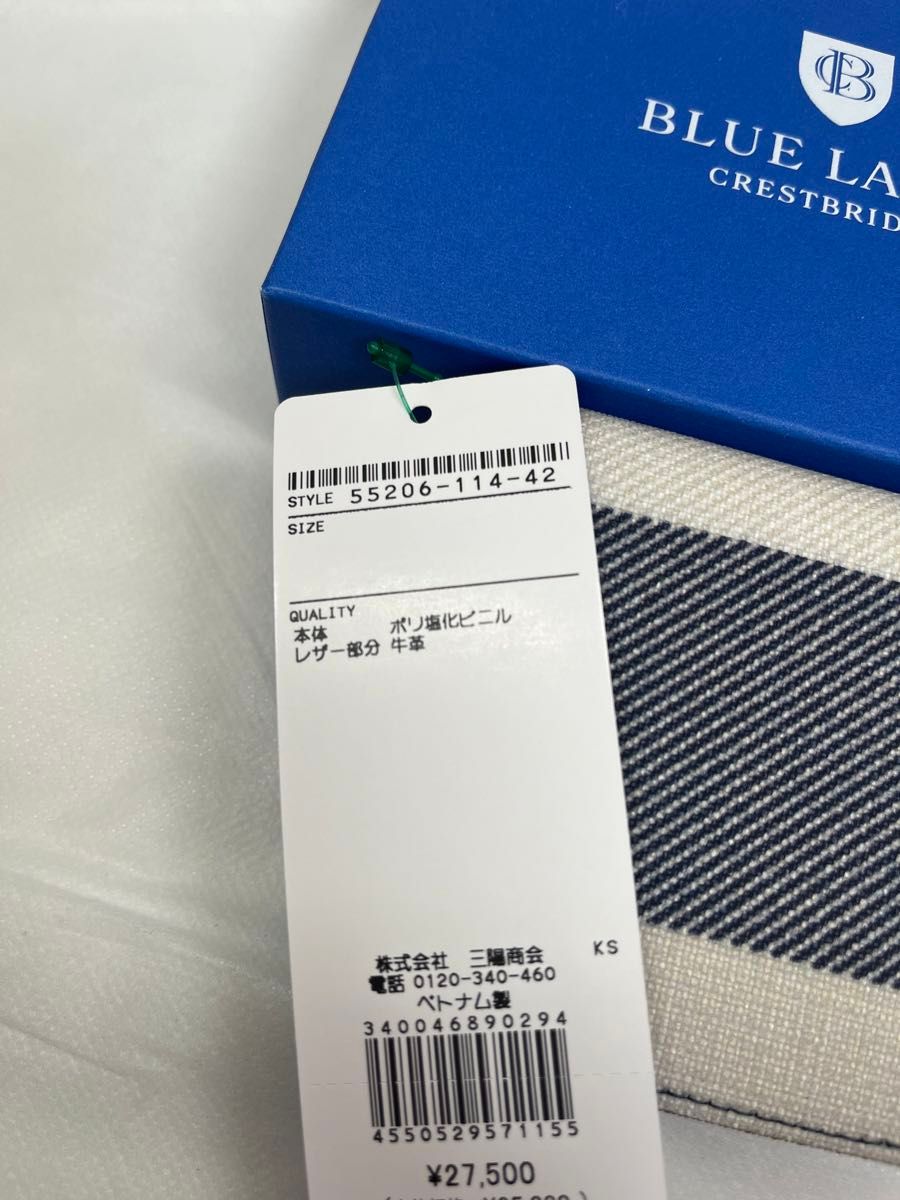 CB
BLUE LA
CRESTBRID
STYLE 55206-114-42
SIZE
QUALITY
本体 ポリ塩化ビニル
レザー部分 牛革
株式会社 三陽商会 KS
電話 0120-340-460
ベトナム製
340046890294
4550529571155
¥27,500